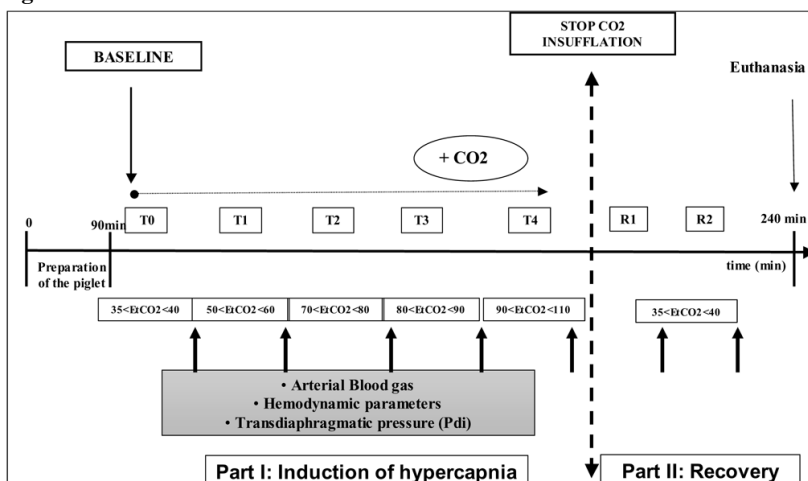 STOP CO2
INSUFFLATION
BASELINE
Euthanasia
+ CO2
0
90min
T0
T1
T2
T3
T4
R1
R2
240 min
Preparation
of the piglet
time (min)
35<EtCO2<40
50<EtCO2<60
70<EtCO2<80
80<EtCO2<90
90<EtCO2<110
35<EtCO2<40
• Arterial Blood gas
• Hemodynamic parameters
• Transdiaphragmatic pressure (Pdi)
Part I: Induction of hypercapnia
Part II: Recovery